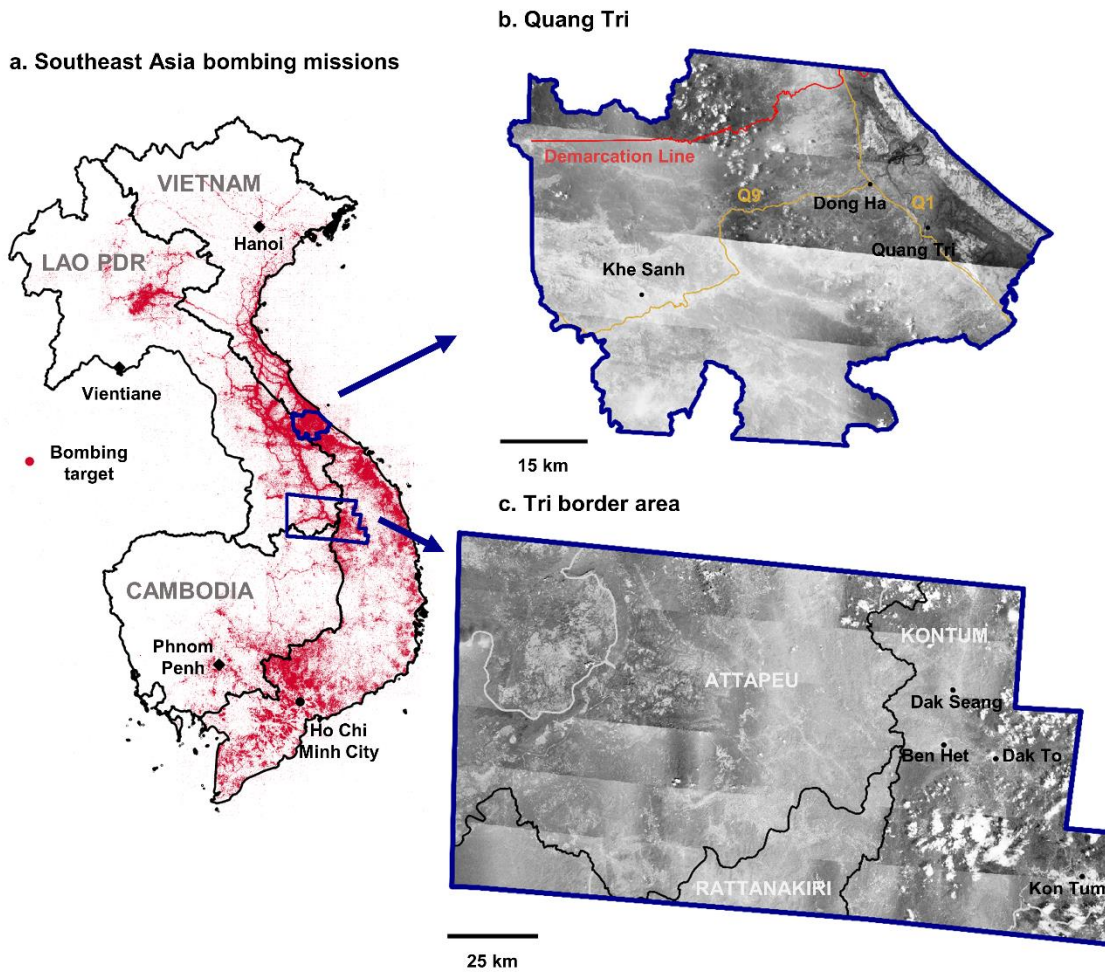 a. Southeast Asia bombing missions
VIETNAM
Hanoi
LAO PDR
Vientiane
Bombing
target
CAMBODIA
Phnom
Penh
Ho Chi
Minh City
b. Quang Tri
Demarcation Line
Q9
Q1
Dong Ha
Quang Tri
Khe Sanh
15 km
c. Tri border area
KONTUM
ATTAPEU
Dak Seang
Ben Het
Dak To
RATTANAKIRI
Kon Tum
25 km